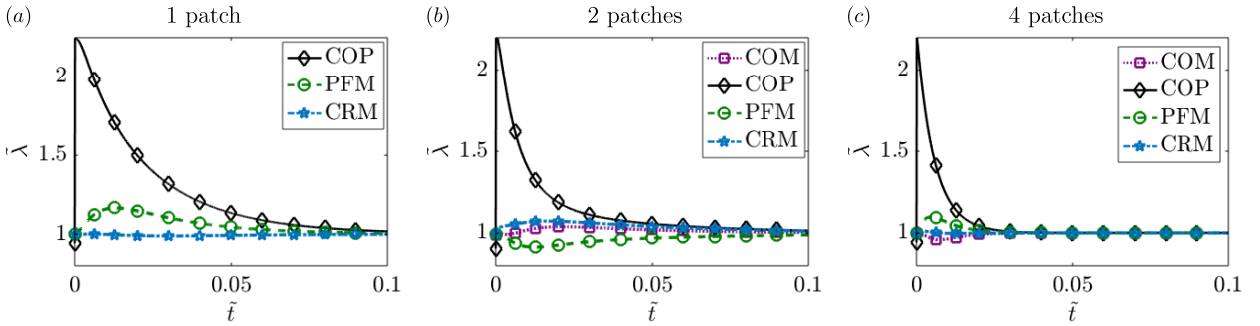 (a) 1 patch
2
1.5
1
λ̃
0 0.05 0.1
t̃
COP
PFM
CRM
(b) 2 patches
2
1.5
1
λ̃
0 0.05 0.1
t̃
COM
COP
PFM
CRM
(c) 4 patches
2
1.5
1
λ̃
0 0.05 0.1
t̃
COM
COP
PFM
CRM